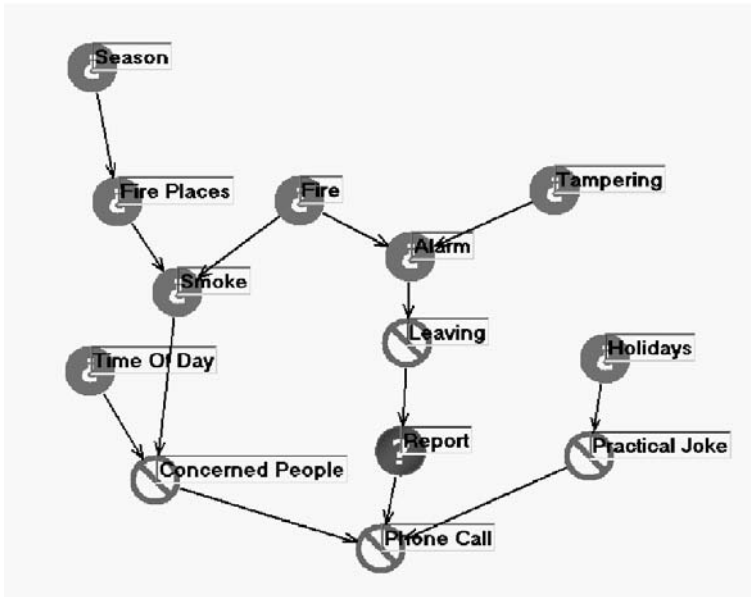 Season
Fire Places
Fire
Tampering
Alarm
Smoke
Leaving
Holidays
Time Of Day
Report
Practical Joke
Concerned People
?
Phone Call